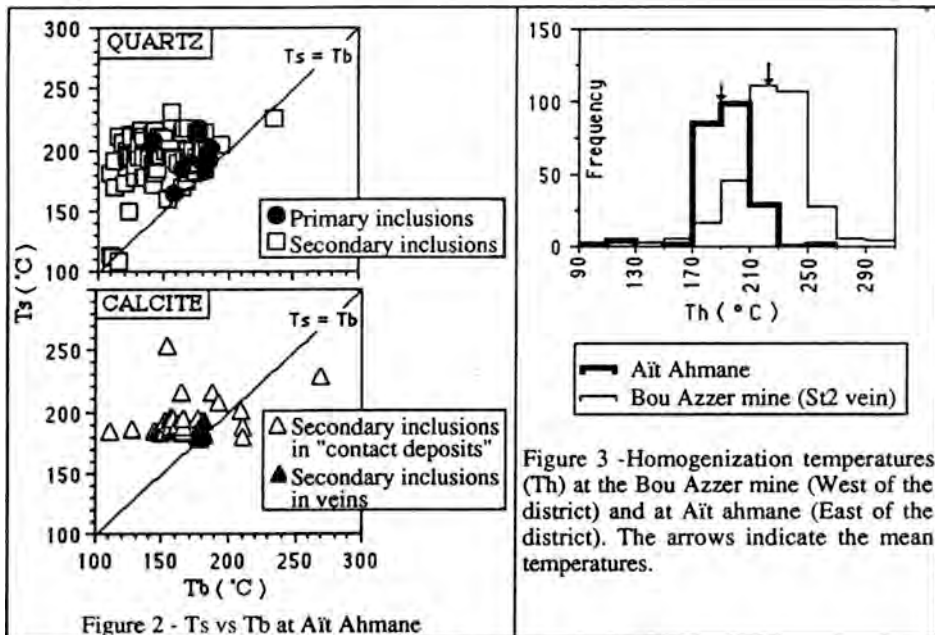 300
QUARTZ
Ts = Tb
250
200
150
100
Primary inclusions
Secondary inclusions
Ts (°C)
CALCITE
Ts = Tb
250
200
150
100
Secondary inclusions
in "contact deposits"
Secondary inclusions
in veins
100 150 200 250 300
Tb (°C)
Figure 2 - Ts vs Tb at Aït Ahmane
150
100
50
0
Frequency
90 130 170 210 250 290
Th ( °C )
Aït Ahmane
Bou Azzer mine (St2 vein)
Figure 3 -Homogenization temperatures
(Th) at the Bou Azzer mine (West of the
district) and at Aït ahmane (East of the
district). The arrows indicate the mean
temperatures.